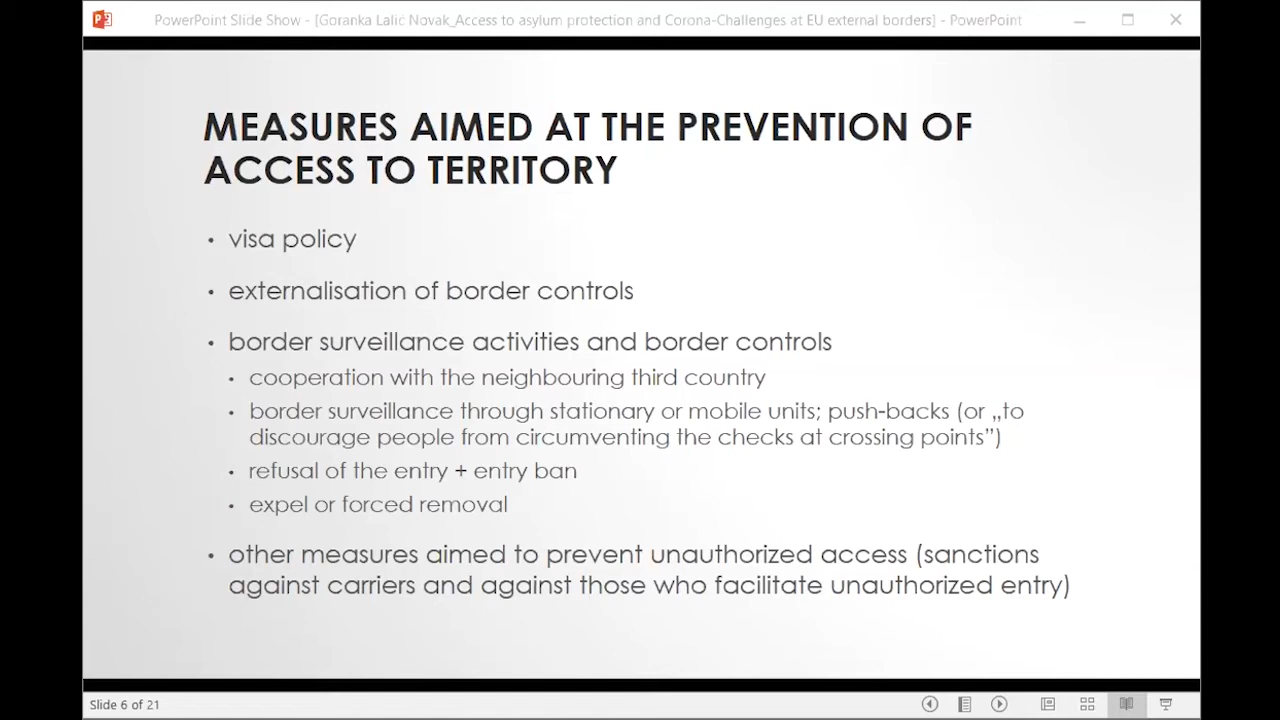 PowerPoint Slide Show - [Goranka Lalić Novak_Access to asylum protection and Corona-Challenges at EU external borders] - PowerPoint
MEASURES AIMED AT THE PREVENTION OF
ACCESS TO TERRITORY
• visa policy
• externalisation of border controls
• border surveillance activities and border controls
• cooperation with the neighbouring third country
• border surveillance through stationary or mobile units; push-backs (or „to
discourage people from circumventing the checks at crossing points”)
• refusal of the entry + entry ban
• expel or forced removal
• other measures aimed to prevent unauthorized access (sanctions
against carriers and against those who facilitate unauthorized entry)
Slide 6 of 21